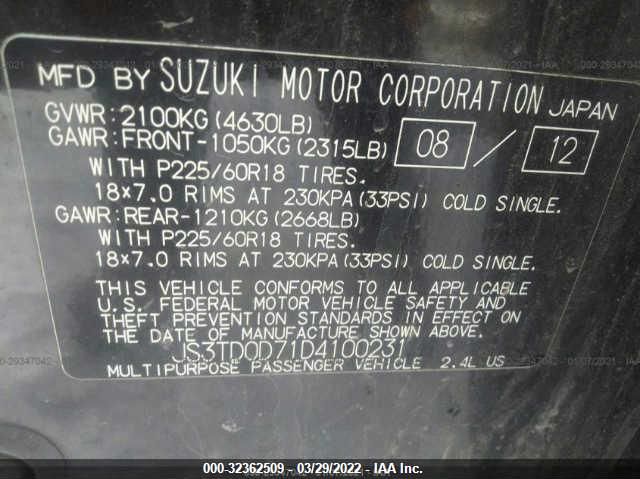 MFD BY SUZUKI MOTOR CORPORATION JAPAN
GVWR:2100KG(4630LB)
GAWR:FRONT-1050KG(2315LB) 08 / 12
WITH P225/60R18 TIRES.
18×7.0 RIMS AT 230KPA(33PSI) COLD SINGLE.
GAWR:REAR-1210KG(2668LB)
WITH P225/60R18 TIRES.
18×7.0 RIMS AT 230KPA(33PSI) COLD SINGLE.
THIS VEHICLE CONFORMS TO ALL APPLICABLE
U.S. FEDERAL MOTOR VEHICLE SAFETY AND
THEFT PREVENTION STANDARDS IN EFFECT ON
THE DATE OF MANUFACTURE SHOWN ABOVE.
JS3TD0D71D4100231
MULTIPURPOSE PASSENGER VEHICLE 2.4L US
000-32362509 - 03/29/2022 - IAA Inc.